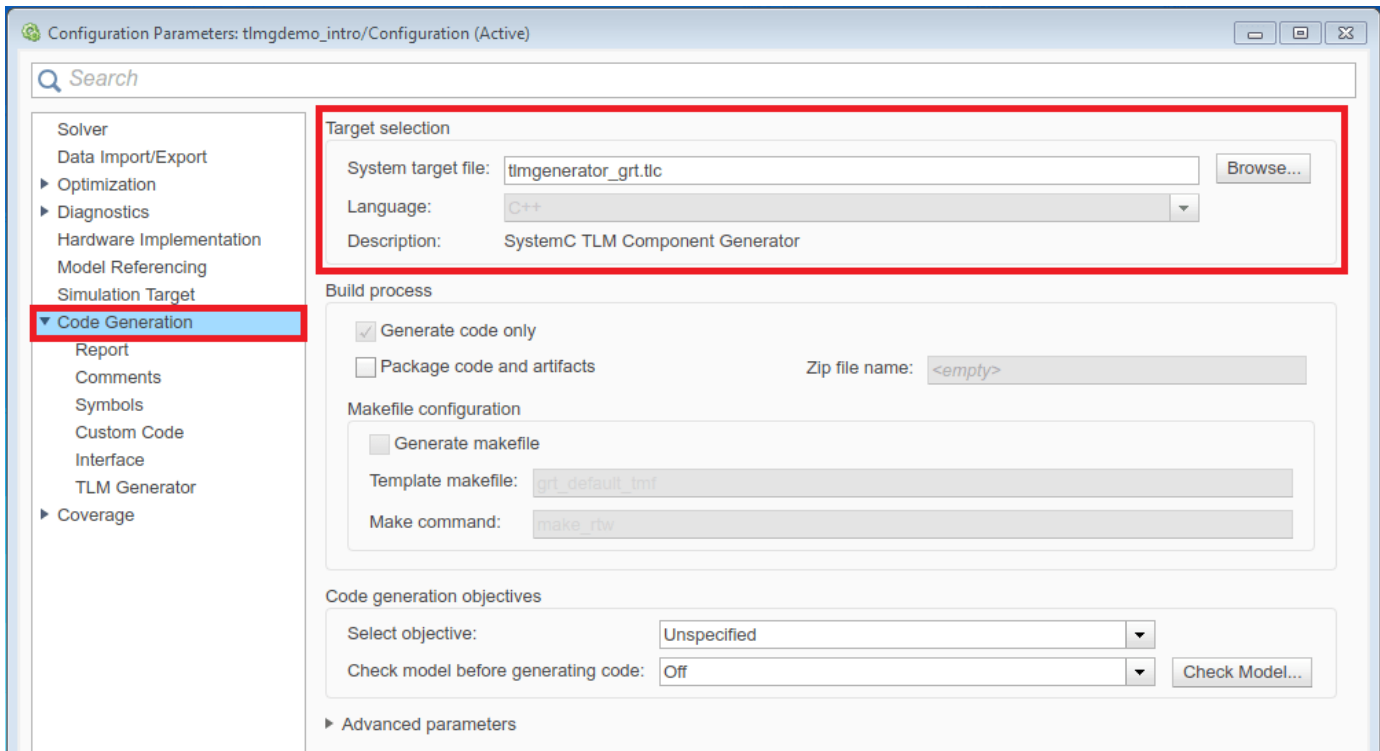 Configuration Parameters: tlmgdemo_intro/Configuration (Active)
Search
Solver
Data Import/Export
Optimization
Diagnostics
Hardware Implementation
Model Referencing
Simulation Target
Code Generation
Report
Comments
Symbols
Custom Code
Interface
TLM Generator
Coverage
Target selection
System target file: tlmgenerator_grt.tlc Browse...
Language: C++
Description: SystemC TLM Component Generator
Build process
Generate code only
Package code and artifacts Zip file name: <empty>
Makefile configuration
Generate makefile
Template makefile: grt_default_tmf
Make command: make_rtw
Code generation objectives
Select objective: Unspecified
Check model before generating code: Off Check Model...
Advanced parameters